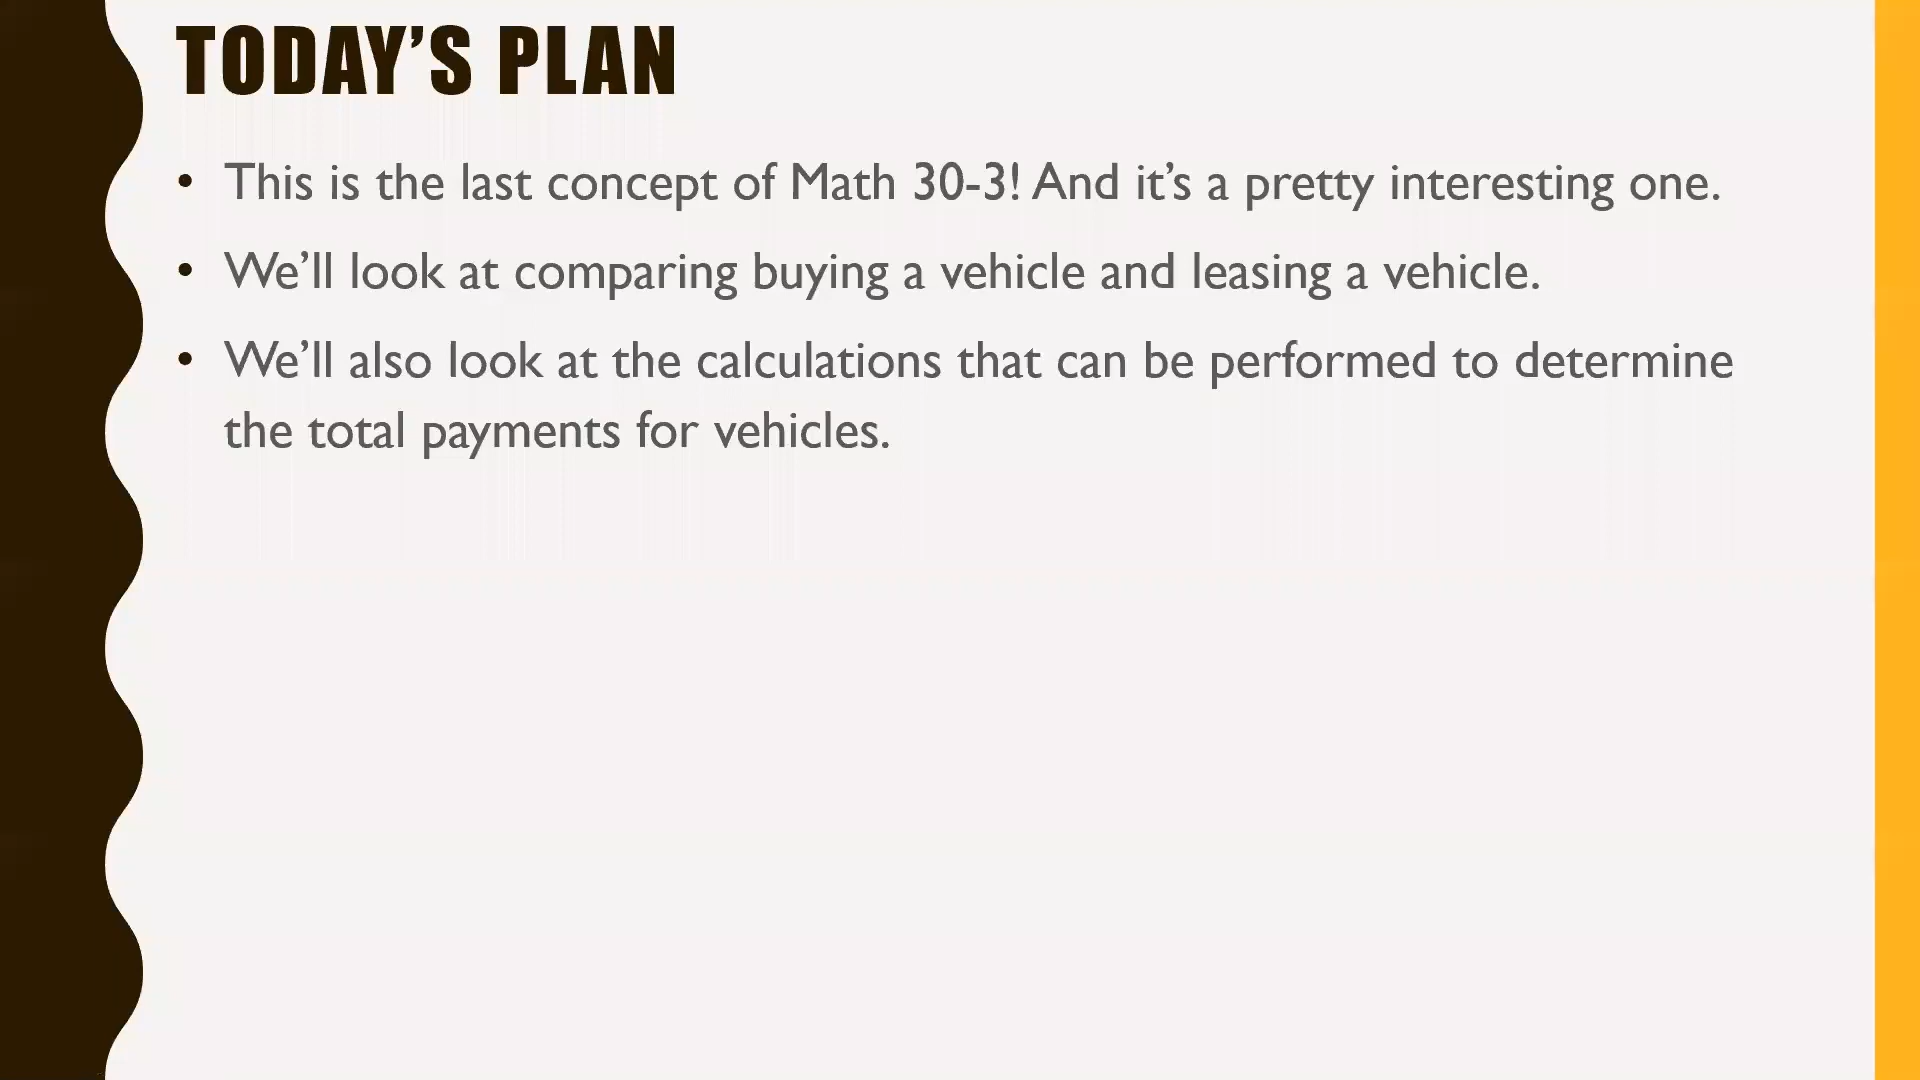 TODAY’S PLAN
• This is the last concept of Math 30-3! And it’s a pretty interesting one.
• We’ll look at comparing buying a vehicle and leasing a vehicle.
• We’ll also look at the calculations that can be performed to determine
the total payments for vehicles.